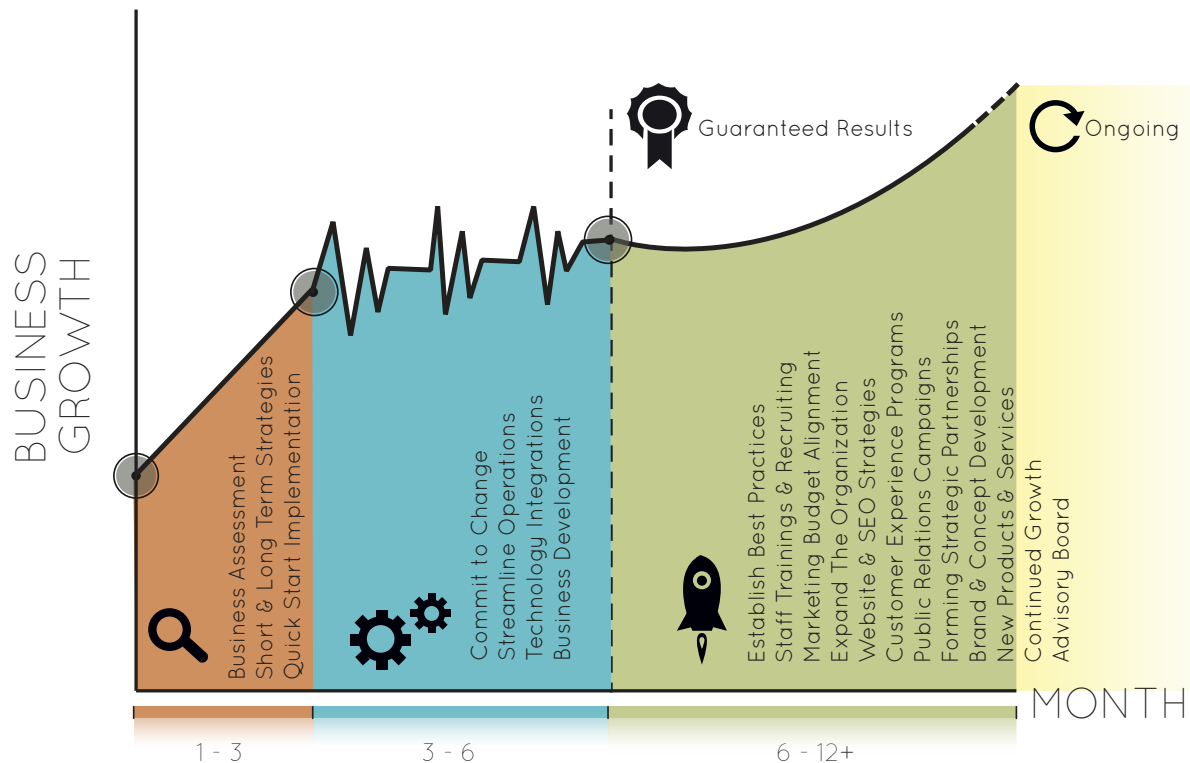 BUSINESS
GROWTH
Guaranteed Results
Ongoing
Business Assessment
Short & Long Term Strategies
Quick Start Implementation
Commit to Change
Streamline Operations
Technology Integrations
Business Development
Establish Best Practices
Staff Trainings & Recruiting
Marketing Budget Alignment
Expand The Organization
Website & SEO Strategies
Customer Experience Programs
Public Relations Campaigns
Forming Strategic Partnerships
Brand & Concept Development
New Products & Services
Continued Growth
Advisory Board
MONTH
1 - 3
3 - 6
6 - 12+